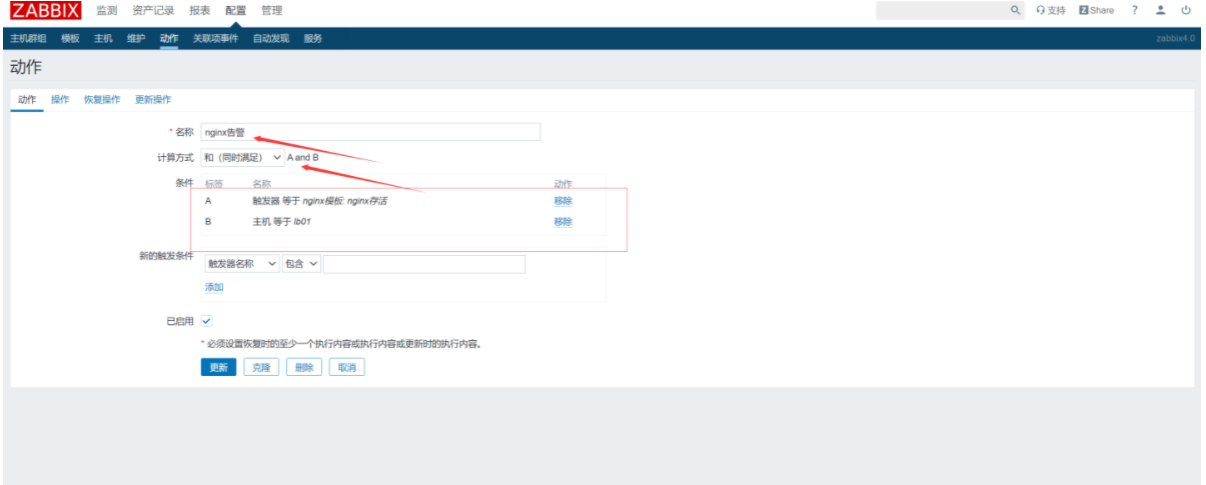 ZABBIX 监测 资产记录 报表 配置 管理 支持 Z Share ?
主机群组 模板 主机 维护 动作 关联项事件 自动发现 服务 zabbix4.0
动作
动作 操作 恢复操作 更新操作
* 名称 nginx告警
计算方式 和（同时满足） A and B
条件 标签 名称 动作
A 触发器 等于 nginx模板: nginx存活 移除
B 主机 等于 lb01 移除
新的触发条件
触发器名称 包含
添加
已启用
* 必须设置恢复时的至少一个执行内容或执行内容或更新时的执行内容。
更新 克隆 删除 取消